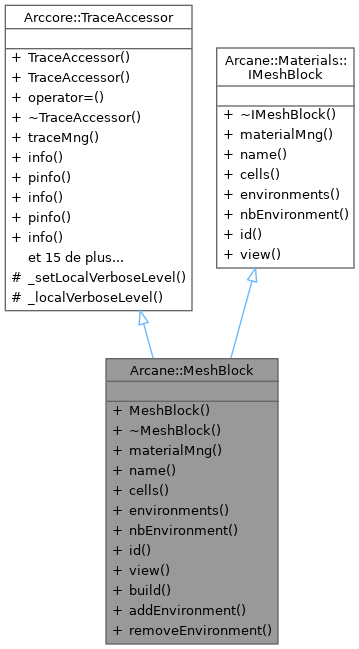 Arccore::TraceAccessor
+ TraceAccessor()
+ TraceAccessor()
+ operator=()
+ ~TraceAccessor()
+ traceMng()
+ info()
+ pinfo()
+ info()
+ pinfo()
+ info()
et 15 de plus...
# _setLocalVerboseLevel()
# _localVerboseLevel()
Arcane::Materials::
IMeshBlock
+ ~IMeshBlock()
+ materialMng()
+ name()
+ cells()
+ environments()
+ nbEnvironment()
+ id()
+ view()
Arcane::MeshBlock
+ MeshBlock()
+ ~MeshBlock()
+ materialMng()
+ name()
+ cells()
+ environments()
+ nbEnvironment()
+ id()
+ view()
+ build()
+ addEnvironment()
+ removeEnvironment()